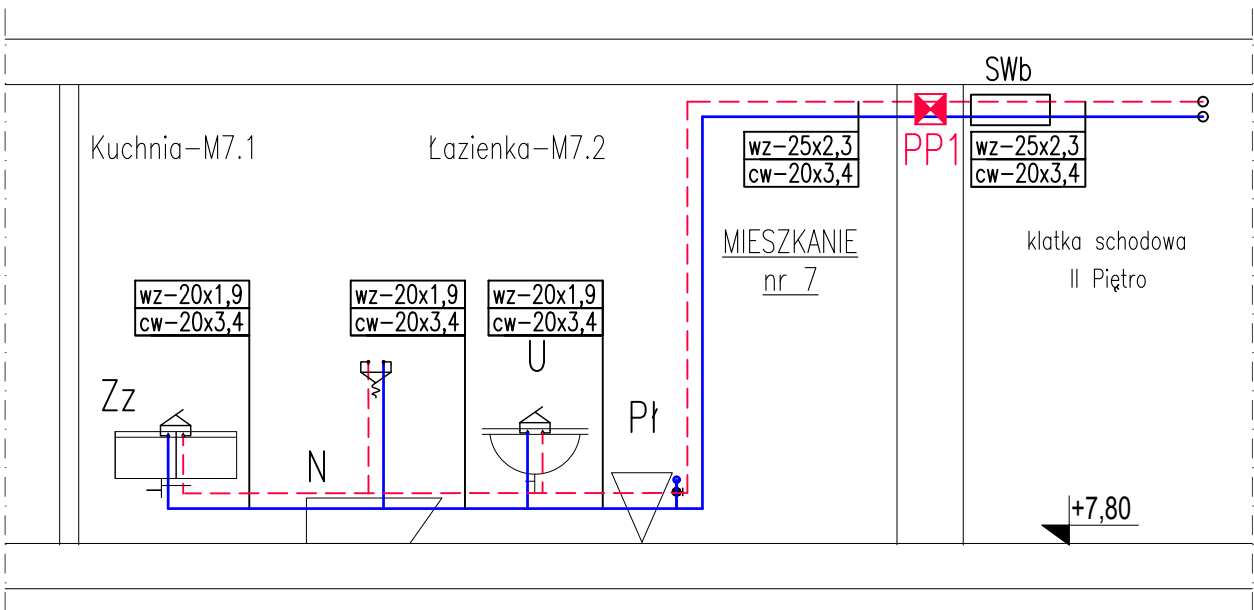 SWb
Kuchnia-M7.1
Łazienka-M7.2
wz-25x2,3
cw-20x3,4
PP1
wz-25x2,3
cw-20x3,4
MIESZKANIE
nr 7
klatka schodowa
II Piętro
wz-20x1,9
cw-20x3,4
wz-20x1,9
cw-20x3,4
wz-20x1,9
cw-20x3,4
Zz
N
U
Pł
+7,80